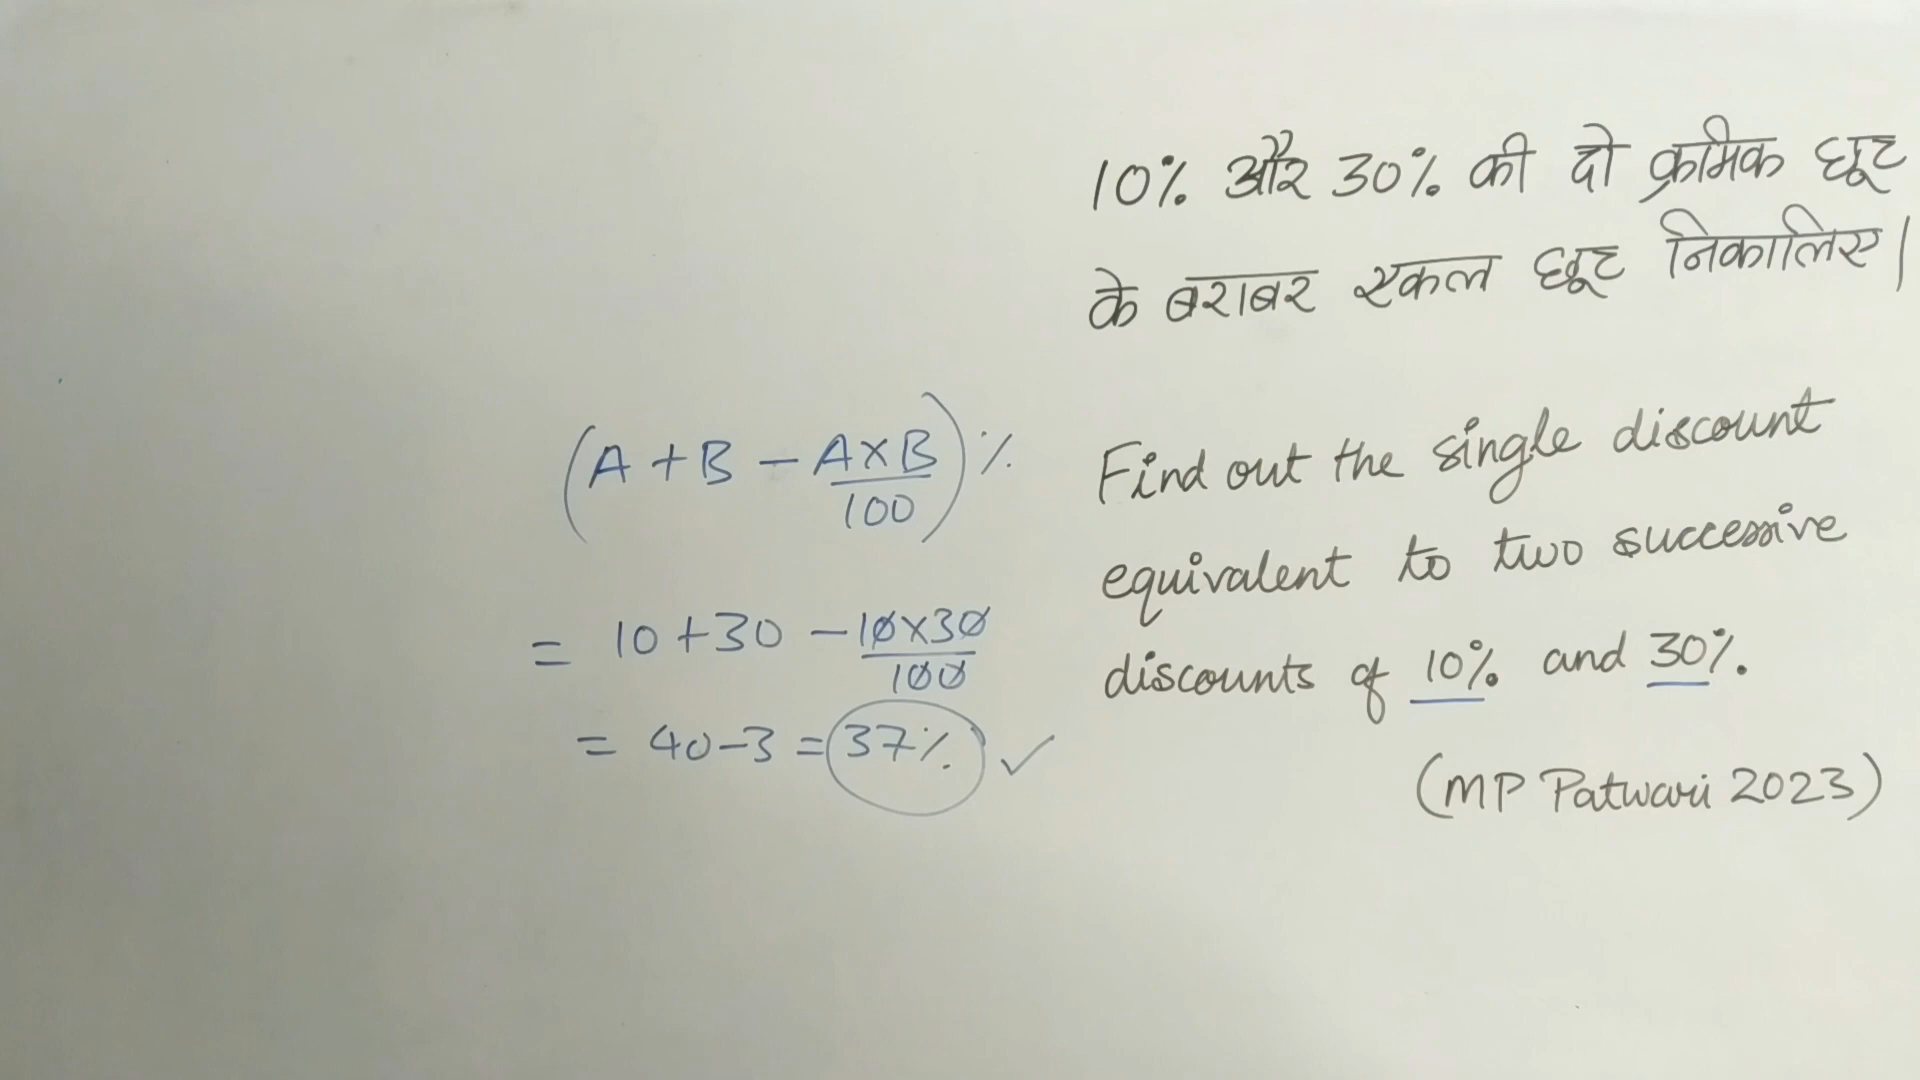 10% और 30% की दो क्रमिक छूट
के बराबर एकल छूट निकालिए।
Find out the single discount
equivalent to two successive
discounts of 10% and 30%.
(MP Patwari 2023)
(A + B - A×B/100)%
= 10+30 - 10×30/100
= 40-3 = 37% ✓